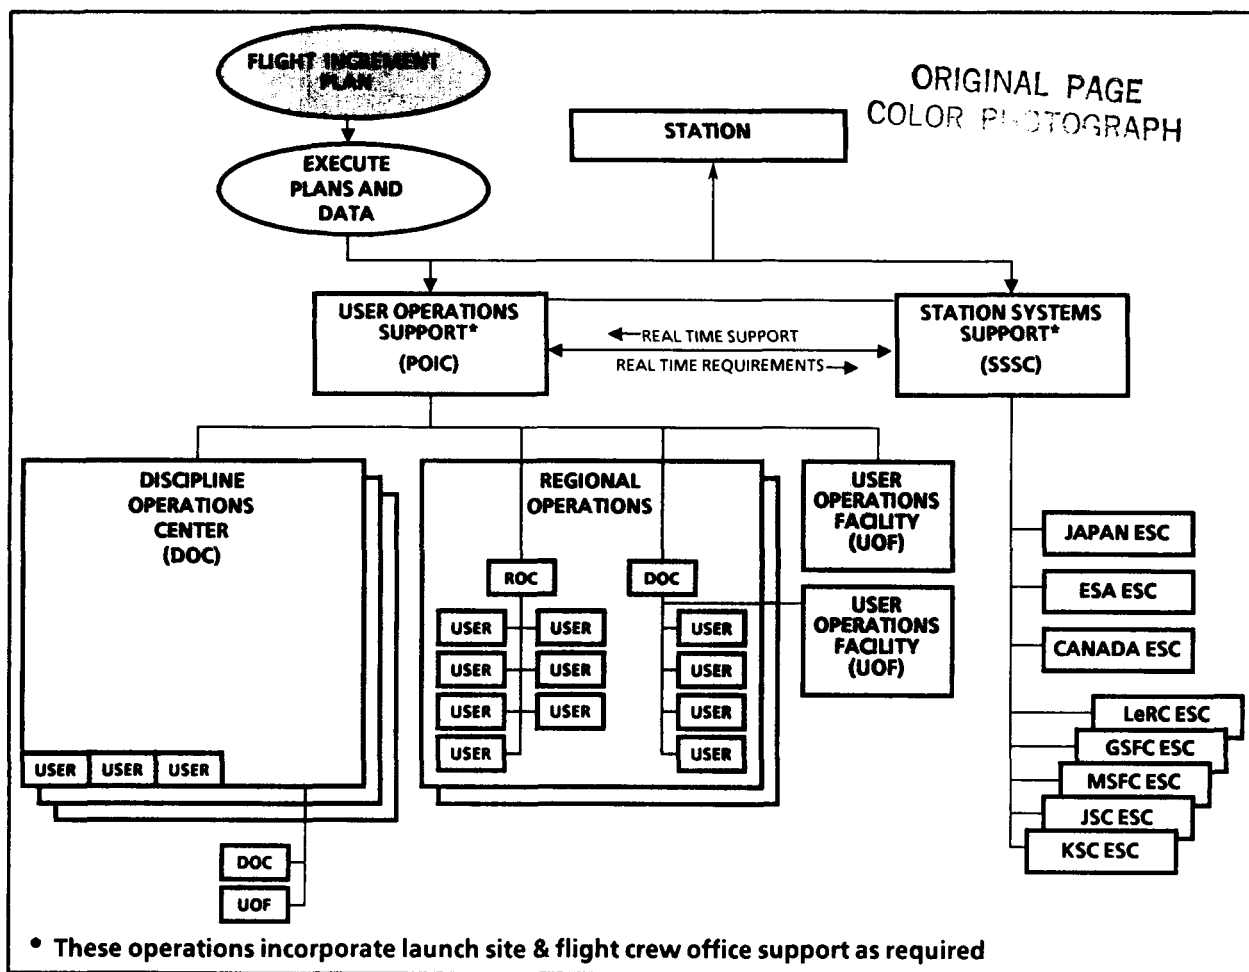 FLIGHT INCREMENT
PLAN
ORIGINAL PAGE
COLOR PHOTOGRAPH
STATION
EXECUTE
PLANS AND
DATA
USER OPERATIONS
SUPPORT*
(POIC)
REAL TIME SUPPORT
REAL TIME REQUIREMENTS
STATION SYSTEMS
SUPPORT*
(SSSC)
DISCIPLINE
OPERATIONS
CENTER
(DOC)
USER USER USER
DOC
UOF
REGIONAL
OPERATIONS
ROC
DOC
USER USER USER
USER USER USER
USER USER USER
USER USER
USER
OPERATIONS
FACILITY
(UOF)
USER
OPERATIONS
FACILITY
(UOF)
JAPAN ESC
ESA ESC
CANADA ESC
LeRC ESC
GSFC ESC
MSFC ESC
JSC ESC
KSC ESC
* These operations incorporate launch site & flight crew office support as required